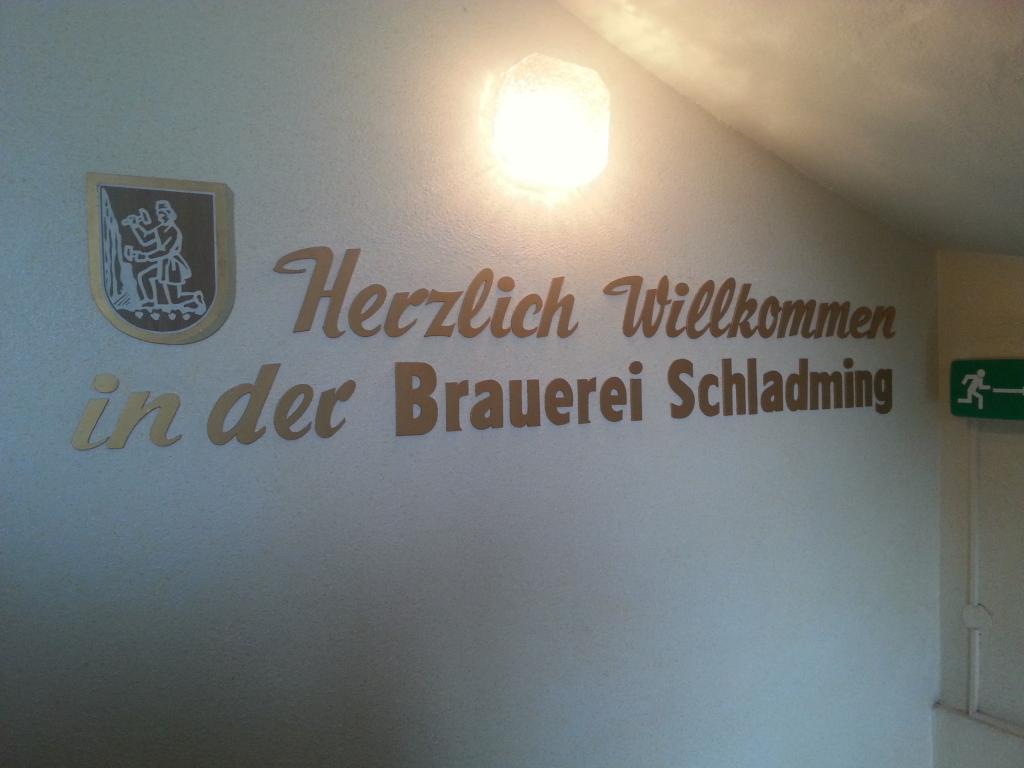 Herzlich Willkommen
in der Brauerei Schladming